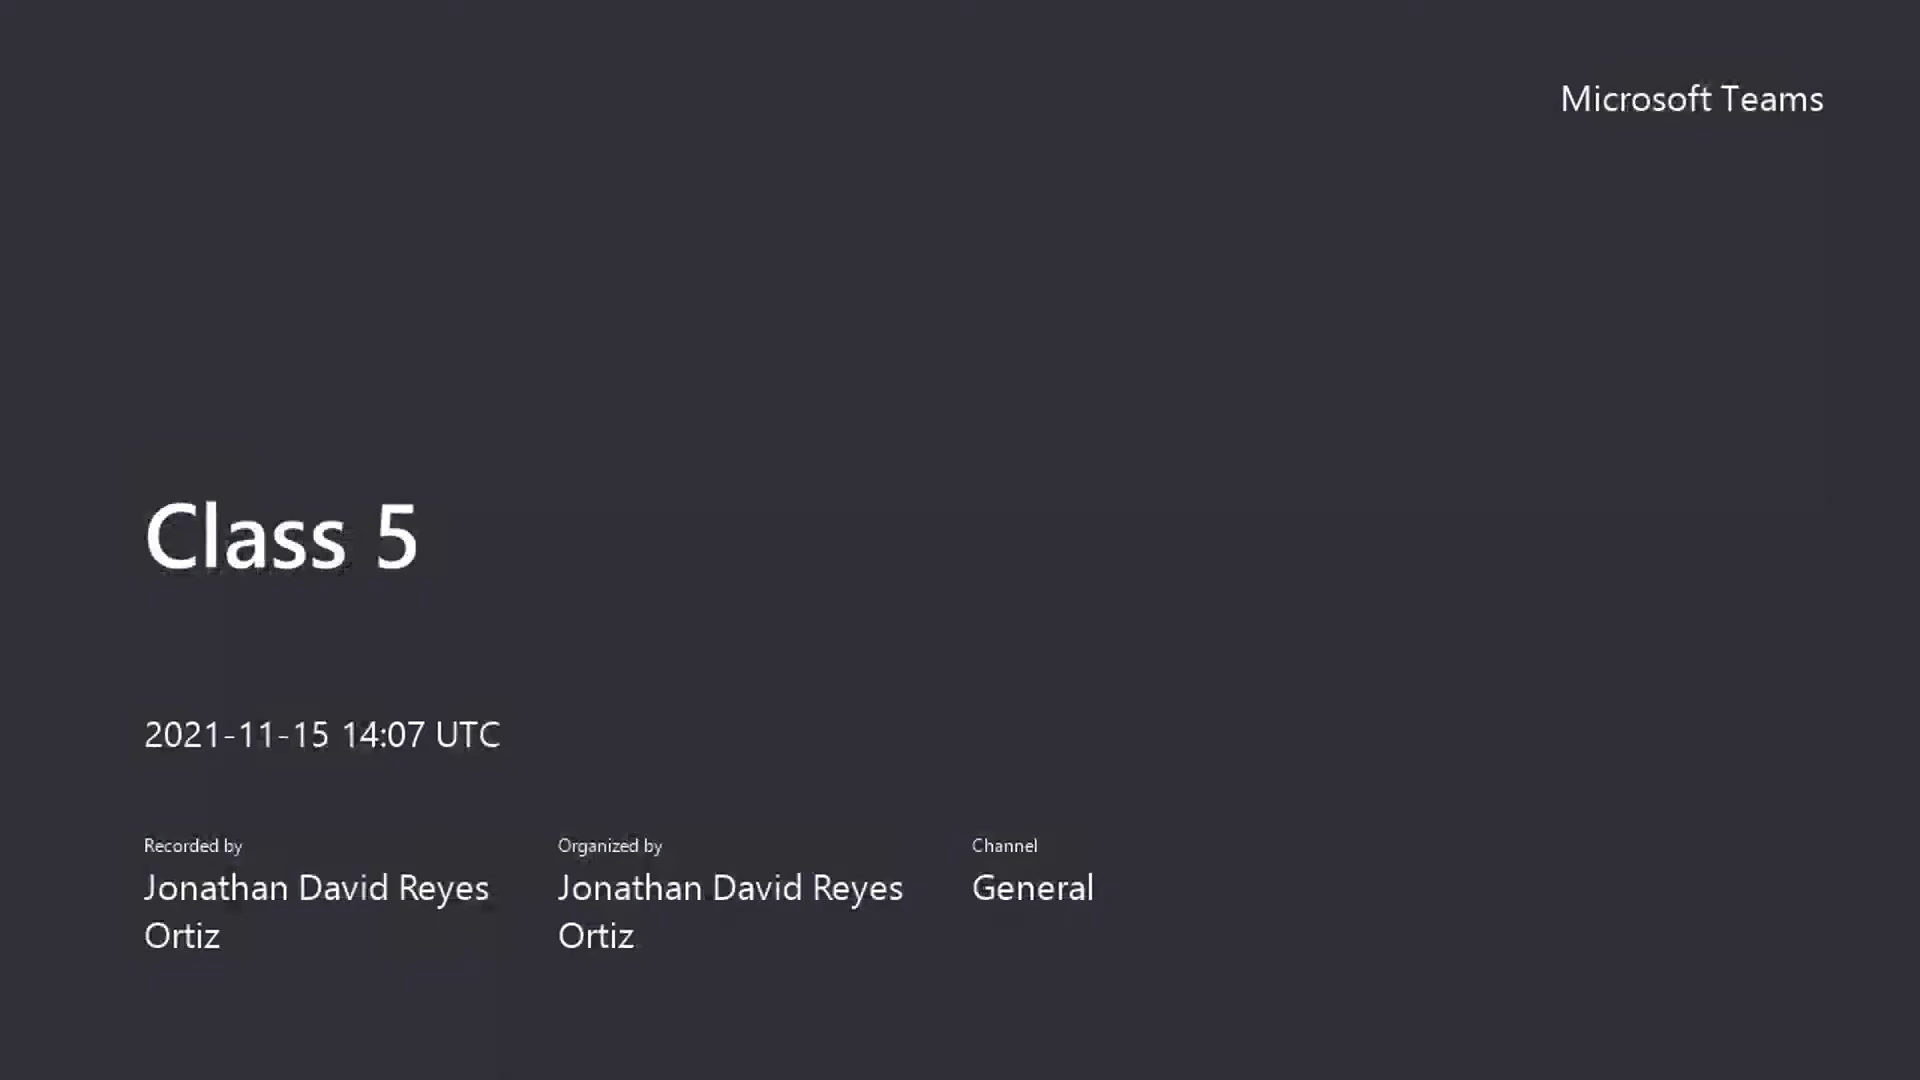 Microsoft Teams
Class 5
2021-11-15 14:07 UTC
Recorded by
Jonathan David Reyes
Ortiz
Organized by
Jonathan David Reyes
Ortiz
Channel
General